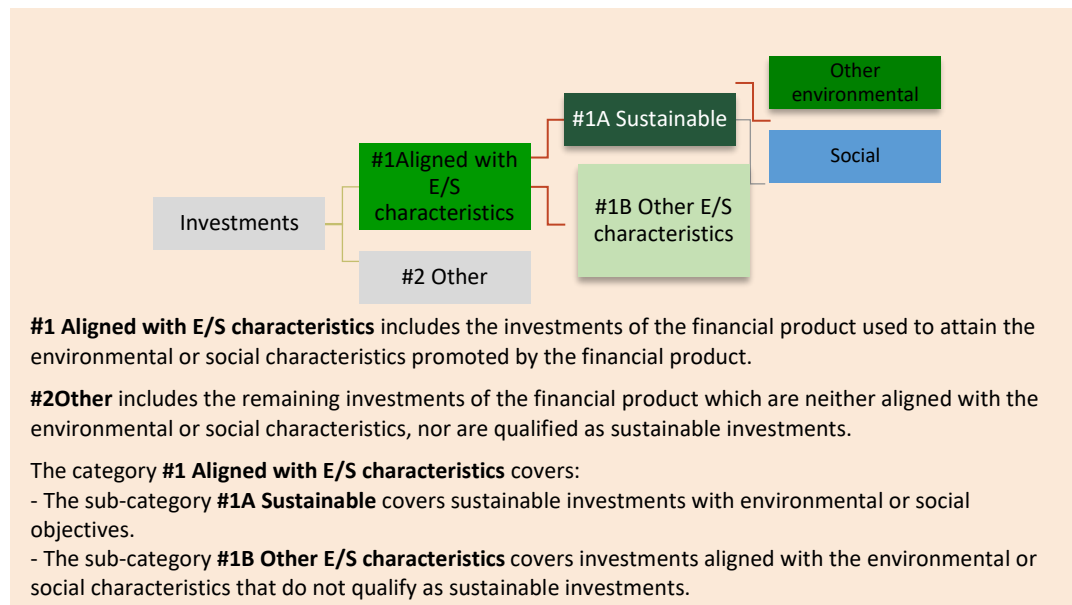 Other
environmental
#1A Sustainable
#1Aligned with
E/S
characteristics
Social
#1B Other E/S
characteristics
Investments
#2 Other
#1 Aligned with E/S characteristics includes the investments of the financial product used to attain the
environmental or social characteristics promoted by the financial product.
#2Other includes the remaining investments of the financial product which are neither aligned with the
environmental or social characteristics, nor are qualified as sustainable investments.
The category #1 Aligned with E/S characteristics covers:
- The sub-category #1A Sustainable covers sustainable investments with environmental or social
objectives.
- The sub-category #1B Other E/S characteristics covers investments aligned with the environmental or
social characteristics that do not qualify as sustainable investments.